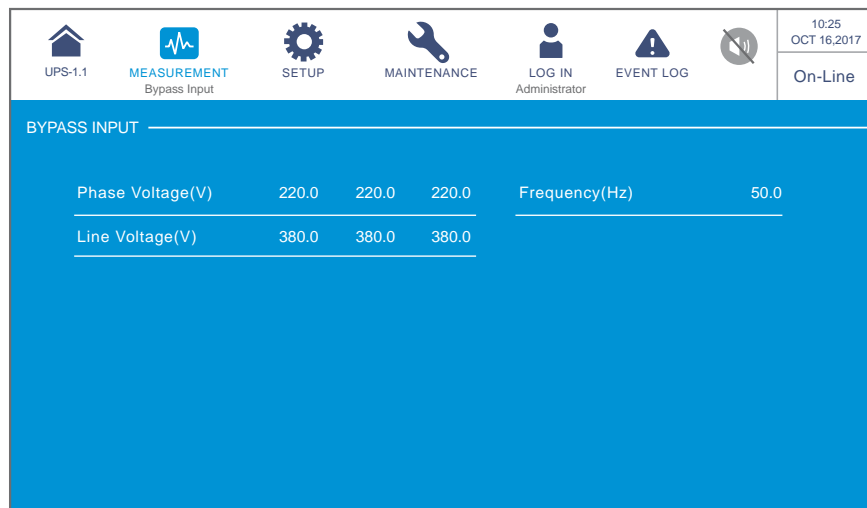 10:25
OCT 16,2017
UPS-1.1 MEASUREMENT SETUP MAINTENANCE LOG IN EVENT LOG
Bypass Input Administrator
On-Line
BYPASS INPUT
Phase Voltage(V) 220.0 220.0 220.0 Frequency(Hz) 50.0
Line Voltage(V) 380.0 380.0 380.0